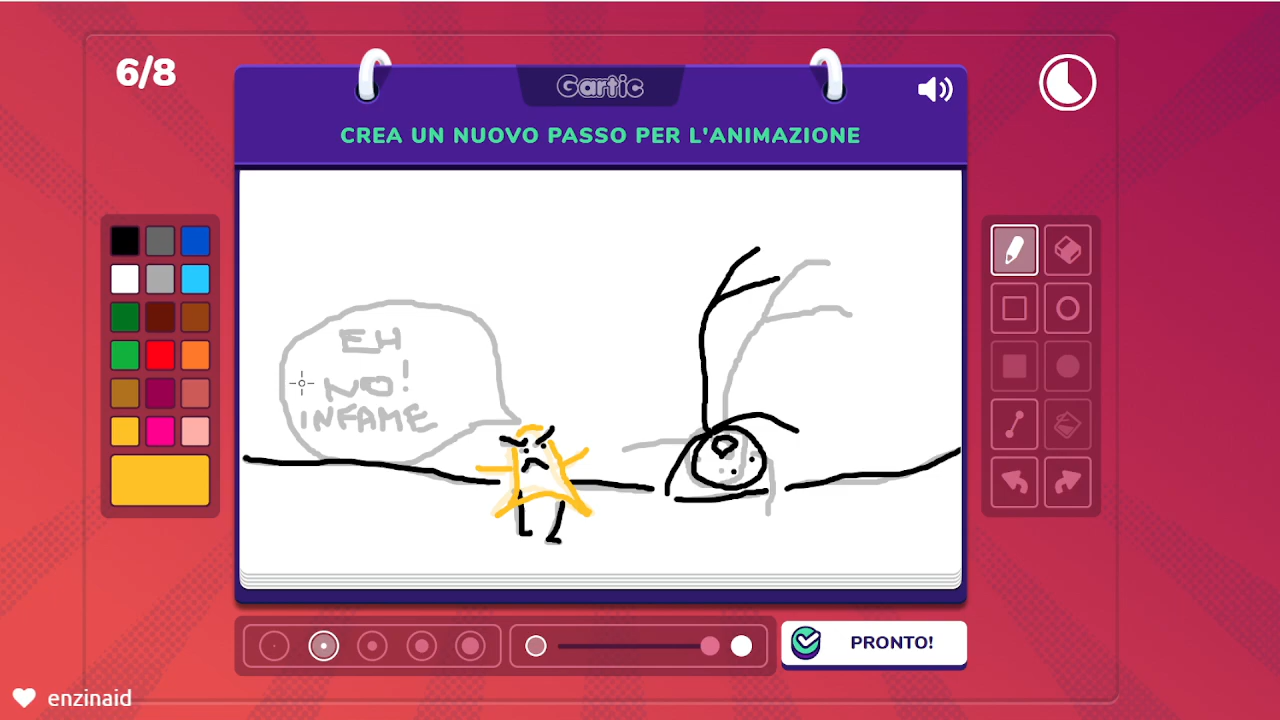 6/8
Gartic
CREA UN NUOVO PASSO PER L'ANIMAZIONE
EH
NO!
INFAME
PRONTO!
enzinaid